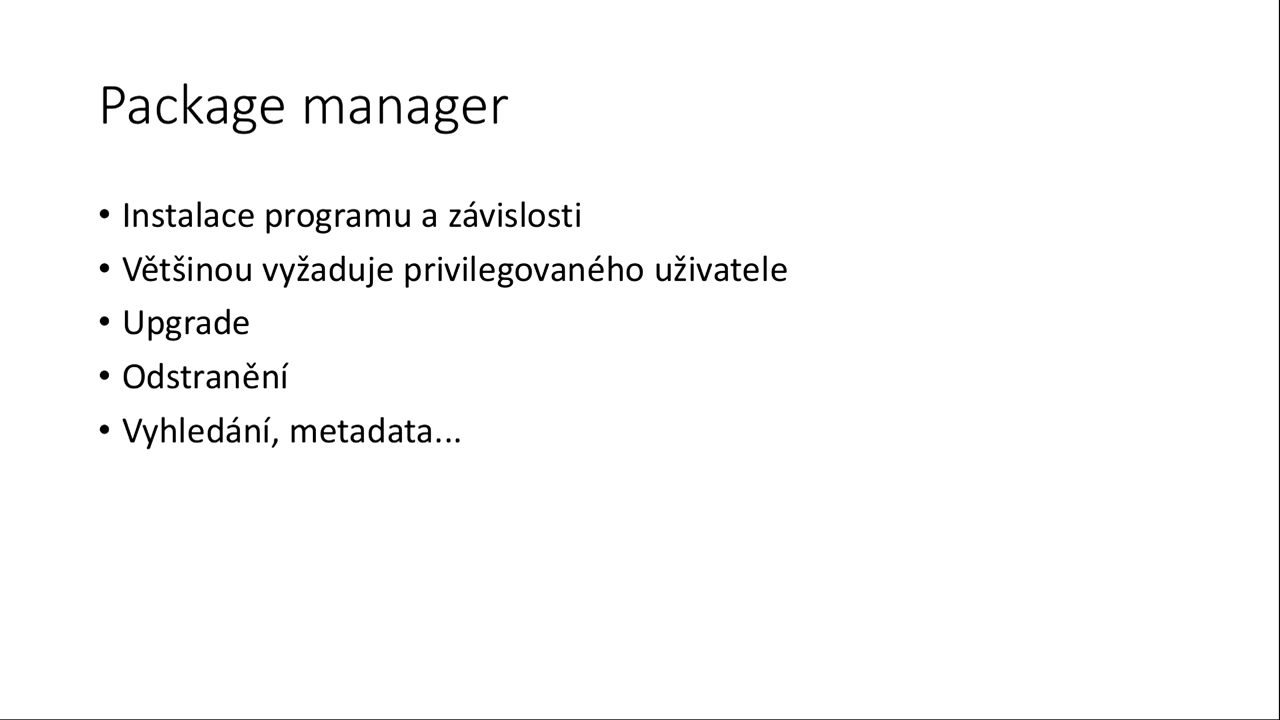 Package manager
• Instalace programu a závislosti
• Většinou vyžaduje privilegovaného uživatele
• Upgrade
• Odstranění
• Vyhledání, metadata...